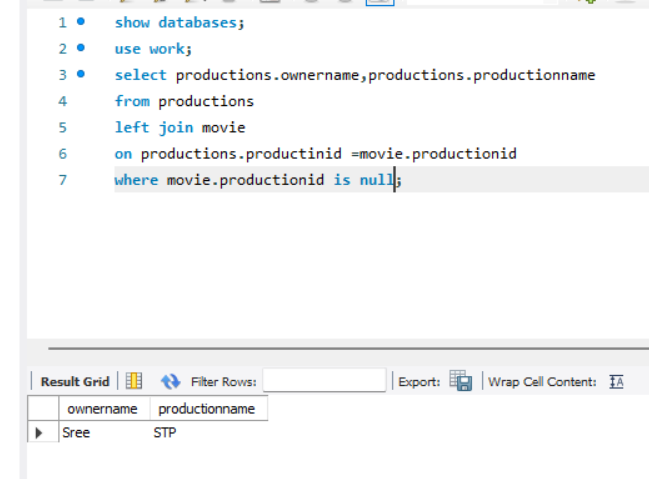 1 show databases;
2 use work;
3 select productions.ownername,productions.productionname
4 from productions
5 left join movie
6 on productions.productinid =movie.productionid
7 where movie.productionid is null;
Result Grid Filter Rows: Export: Wrap Cell Content: IA
ownername productionname
Sree STP